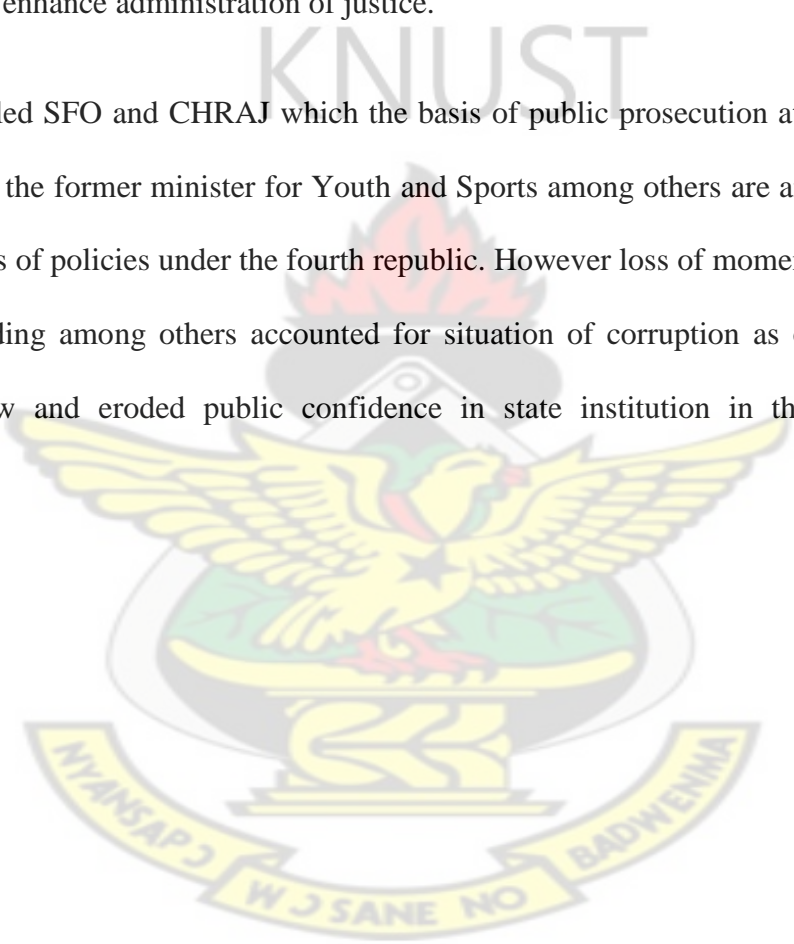 enhance administration of justice.
KNUST
led SFO and CHRAJ which the basis of public prosecution a
the former minister for Youth and Sports among others are a
s of policies under the fourth republic. However loss of mome
ding among others accounted for situation of corruption as
w and eroded public confidence in state institution in th
NYANSAPƆ
WƆSANE NO
BADWENMA